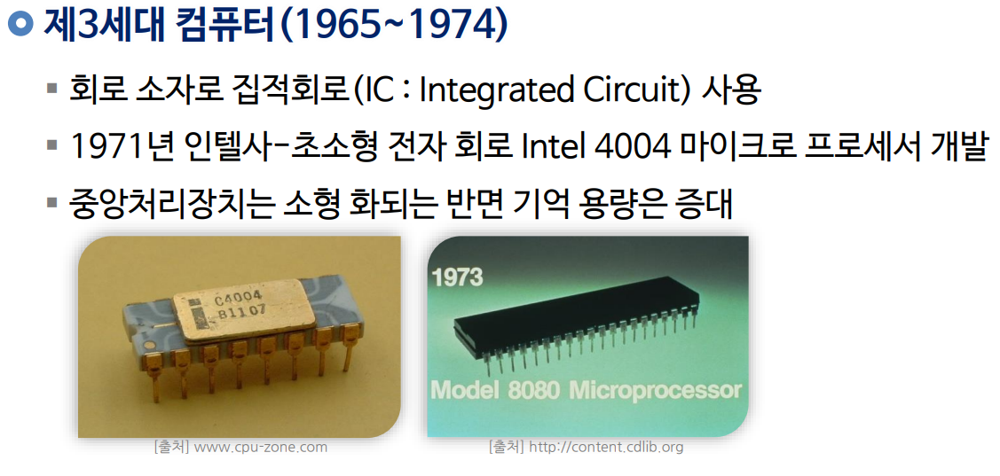 제3세대 컴퓨터(1965~1974)
회로 소자로 집적회로(IC : Integrated Circuit) 사용
1971년 인텔사-초소형 전자 회로 Intel 4004 마이크로 프로세서 개발
중앙처리장치는 소형 화되는 반면 기억 용량은 증대
C4004
B1107
1973
Model 8080 Microprocessor
[출처] www.cpu-zone.com
[출처] http://content.cdlib.org